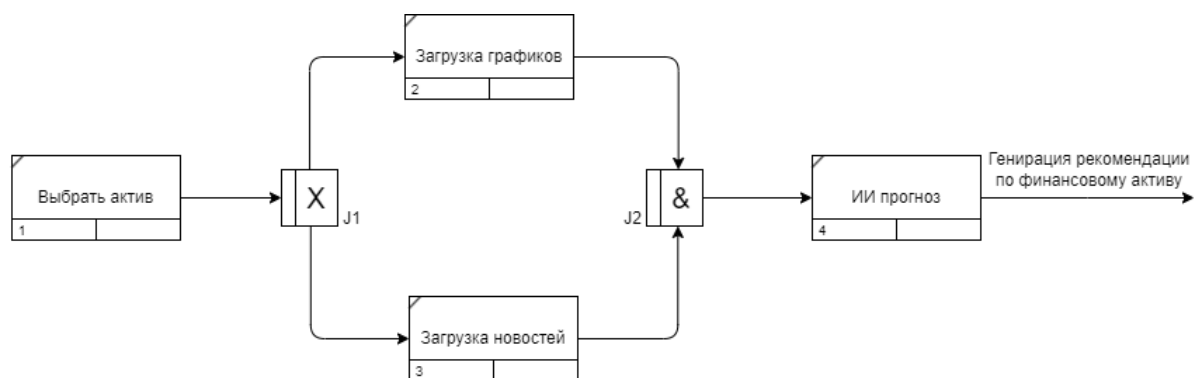 Загрузка графиков
2
Генирация рекомендации
по финансовому активу
Выбрать актив
1
X
J1
J2
&
ИИ прогноз
4
Загрузка новостей
3